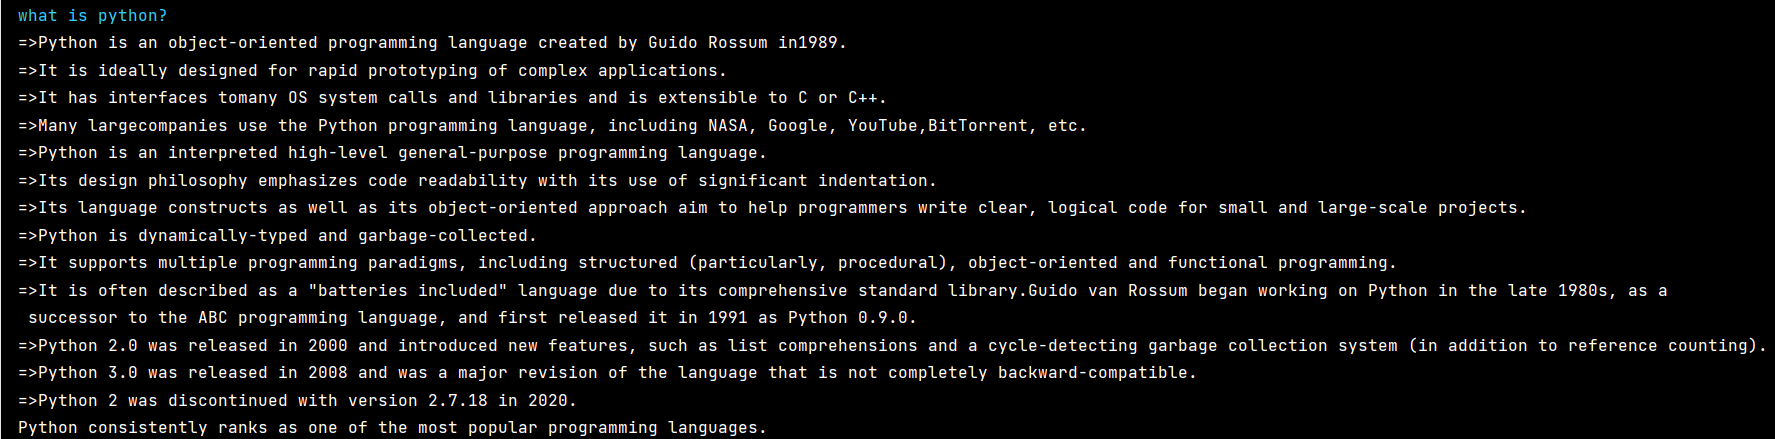 what is python?
=>Python is an object-oriented programming language created by Guido Rossum in1989.
=>It is ideally designed for rapid prototyping of complex applications.
=>It has interfaces tomany OS system calls and libraries and is extensible to C or C++.
=>Many largecompanies use the Python programming language, including NASA, Google, YouTube,BitTorrent, etc.
=>Python is an interpreted high-level general-purpose programming language.
=>Its design philosophy emphasizes code readability with its use of significant indentation.
=>Its language constructs as well as its object-oriented approach aim to help programmers write clear, logical code for small and large-scale projects.
=>Python is dynamically-typed and garbage-collected.
=>It supports multiple programming paradigms, including structured (particularly, procedural), object-oriented and functional programming.
=>It is often described as a "batteries included" language due to its comprehensive standard library.Guido van Rossum began working on Python in the late 1980s, as a
successor to the ABC programming language, and first released it in 1991 as Python 0.9.0.
=>Python 2.0 was released in 2000 and introduced new features, such as list comprehensions and a cycle-detecting garbage collection system (in addition to reference counting).
=>Python 3.0 was released in 2008 and was a major revision of the language that is not completely backward-compatible.
=>Python 2 was discontinued with version 2.7.18 in 2020.
Python consistently ranks as one of the most popular programming languages.